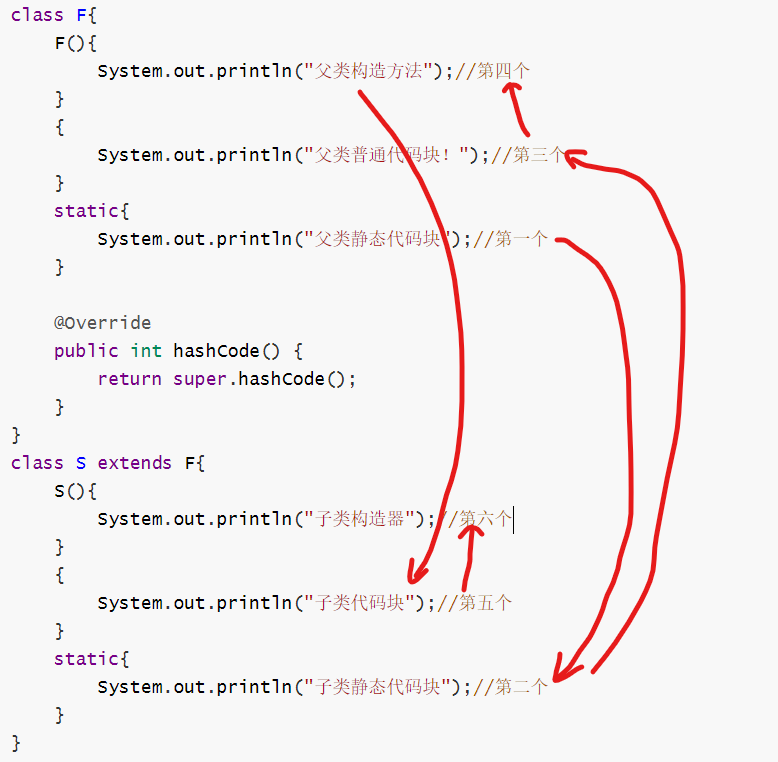 class F{
    F(){
        System.out.println("父类构造方法");//第四个
    }
    {
        System.out.println("父类普通代码块！");//第三个
    }
    static{
        System.out.println("父类静态代码块");//第一个
    }

    @Override
    public int hashCode() {
        return super.hashCode();
    }
}
class S extends F{
    S(){
        System.out.println("子类构造器");//第六个
    }
    {
        System.out.println("子类代码块");//第五个
    }
    static{
        System.out.println("子类静态代码块");//第二个
    }
}